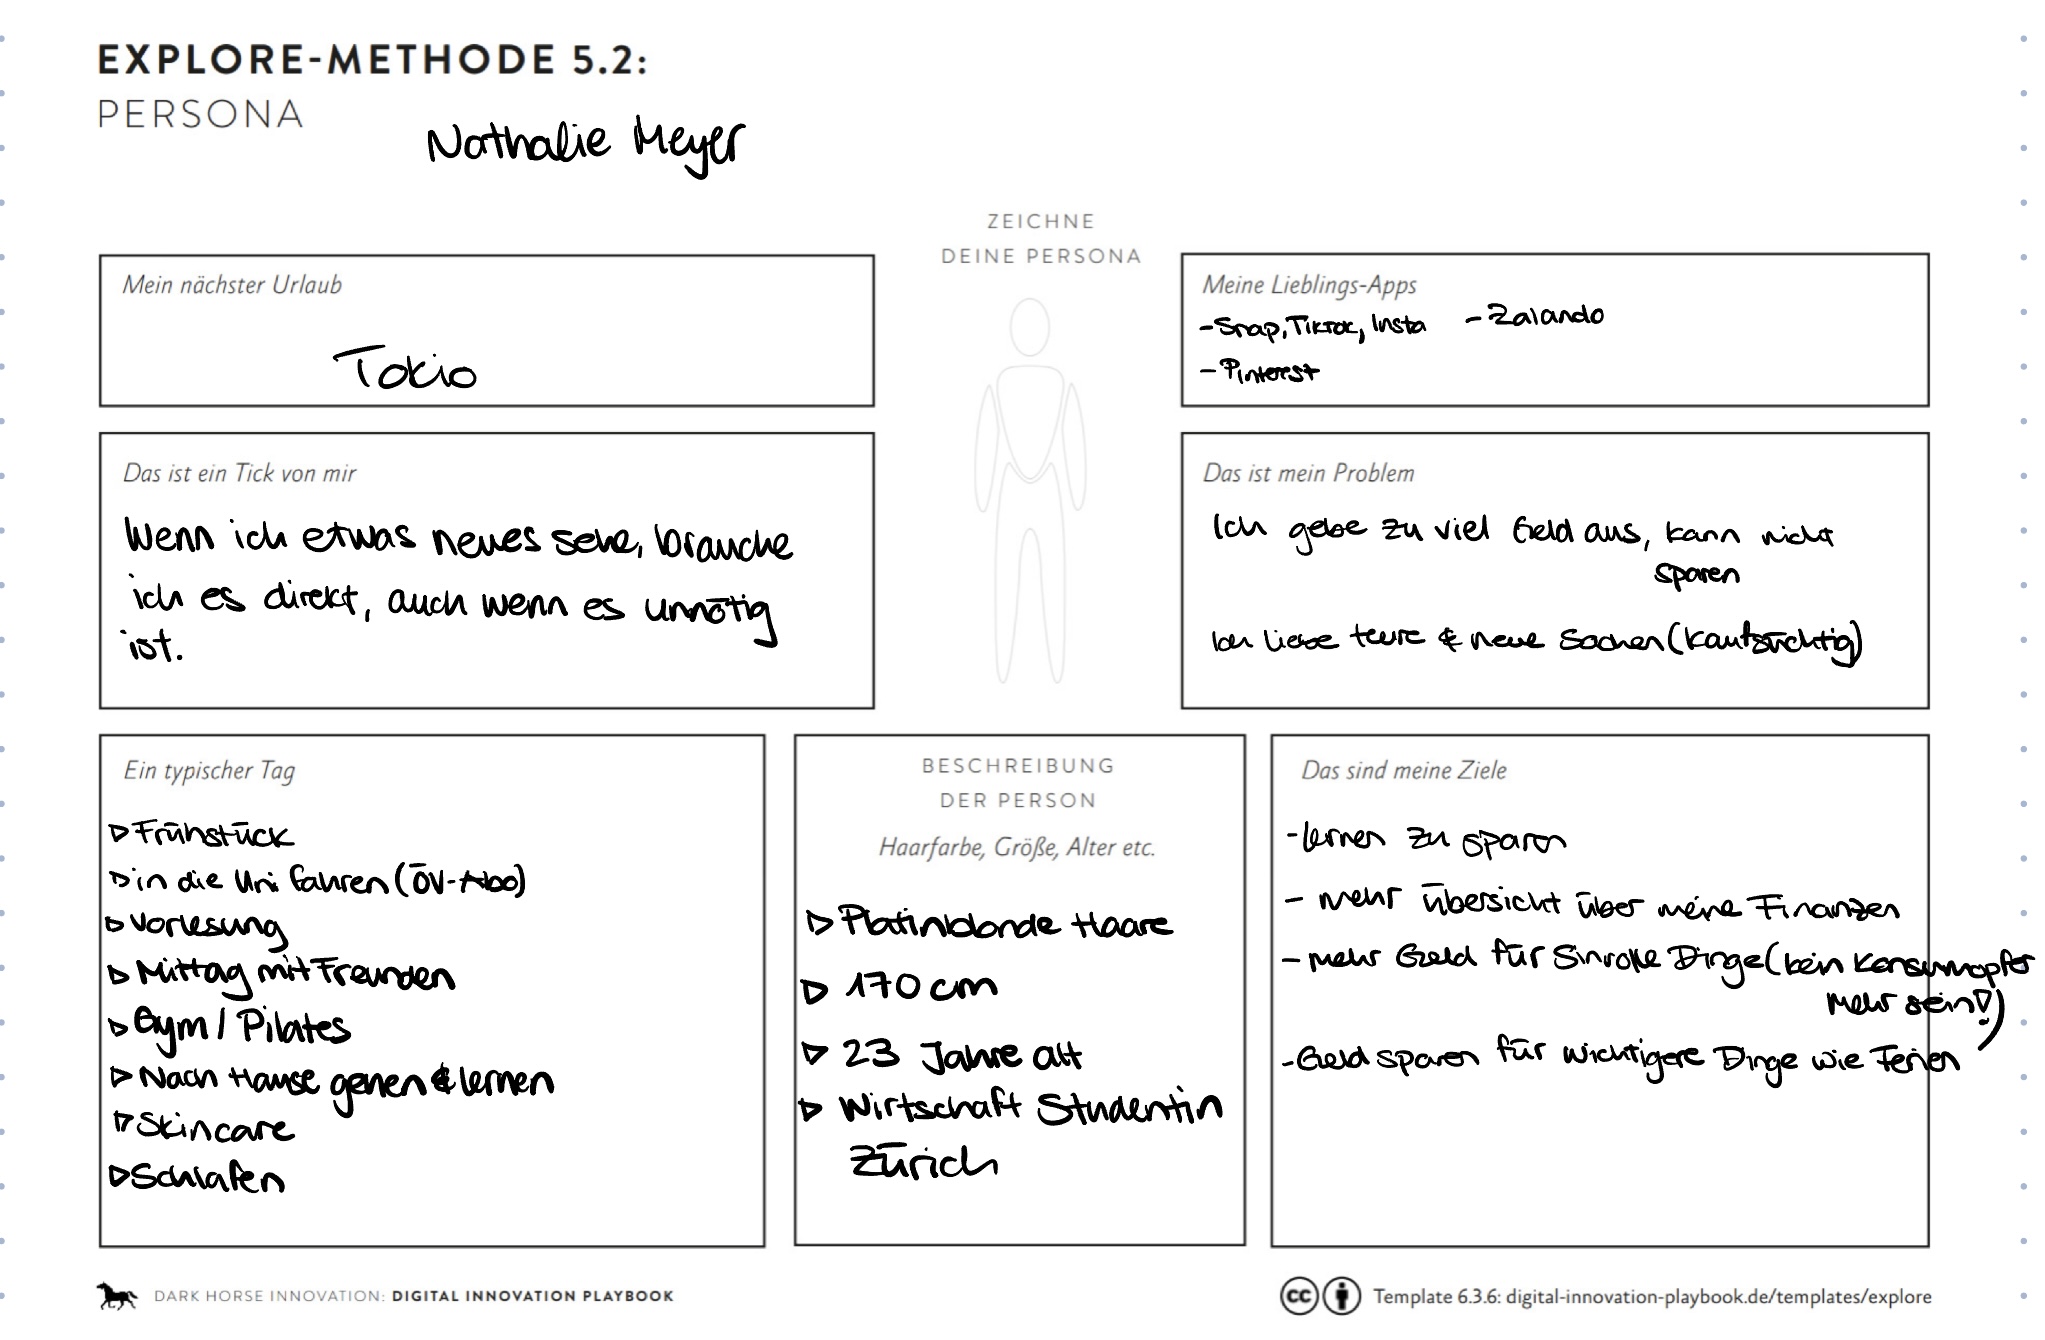 EXPLORE-METHODE 5.2:
PERSONA
Nathalie Meyer
ZEICHNE
DEINE PERSONA
Mein nächster Urlaub
Tokio
Meine Lieblings-Apps
-Snap, Tiktok, Insta - Zalando
- Pinterest
Das ist ein Tick von mir
Wenn ich etwas neues sehe, brauche
ich es direkt, auch wenn es unnötig
ist.
Das ist mein Problem
Ich gebe zu viel Geld aus, kann nicht
sparen
Ich liebe teure & neue Sachen (kaufsüchtig)
Ein typischer Tag
▷ Frühstück
▷ in die Uni fahren (ÖV-Abo)
▷ Vorlesung
▷ Mittag mit Freunden
▷ Gym / Pilates
▷ Nach Hause gehen & lernen
▷ Skincare
▷ Schlafen
BESCHREIBUNG
DER PERSON
Haarfarbe, Größe, Alter etc.
▷ Platinblonde Haare
▷ 170 cm
▷ 23 Jahre alt
▷ Wirtschaft Studentin
Zürich
Das sind meine Ziele
-lernen zu sparen
- mehr Übersicht über meine Finanzen
- mehr Geld für Sinvolle Dinge (kein Konsumopfer
mehr sein!)
-Geld sparen für wichtigere Dinge wie Ferien
DARK HORSE INNOVATION: DIGITAL INNOVATION PLAYBOOK
cc Template 6.3.6: digital-innovation-playbook.de/templates/explore